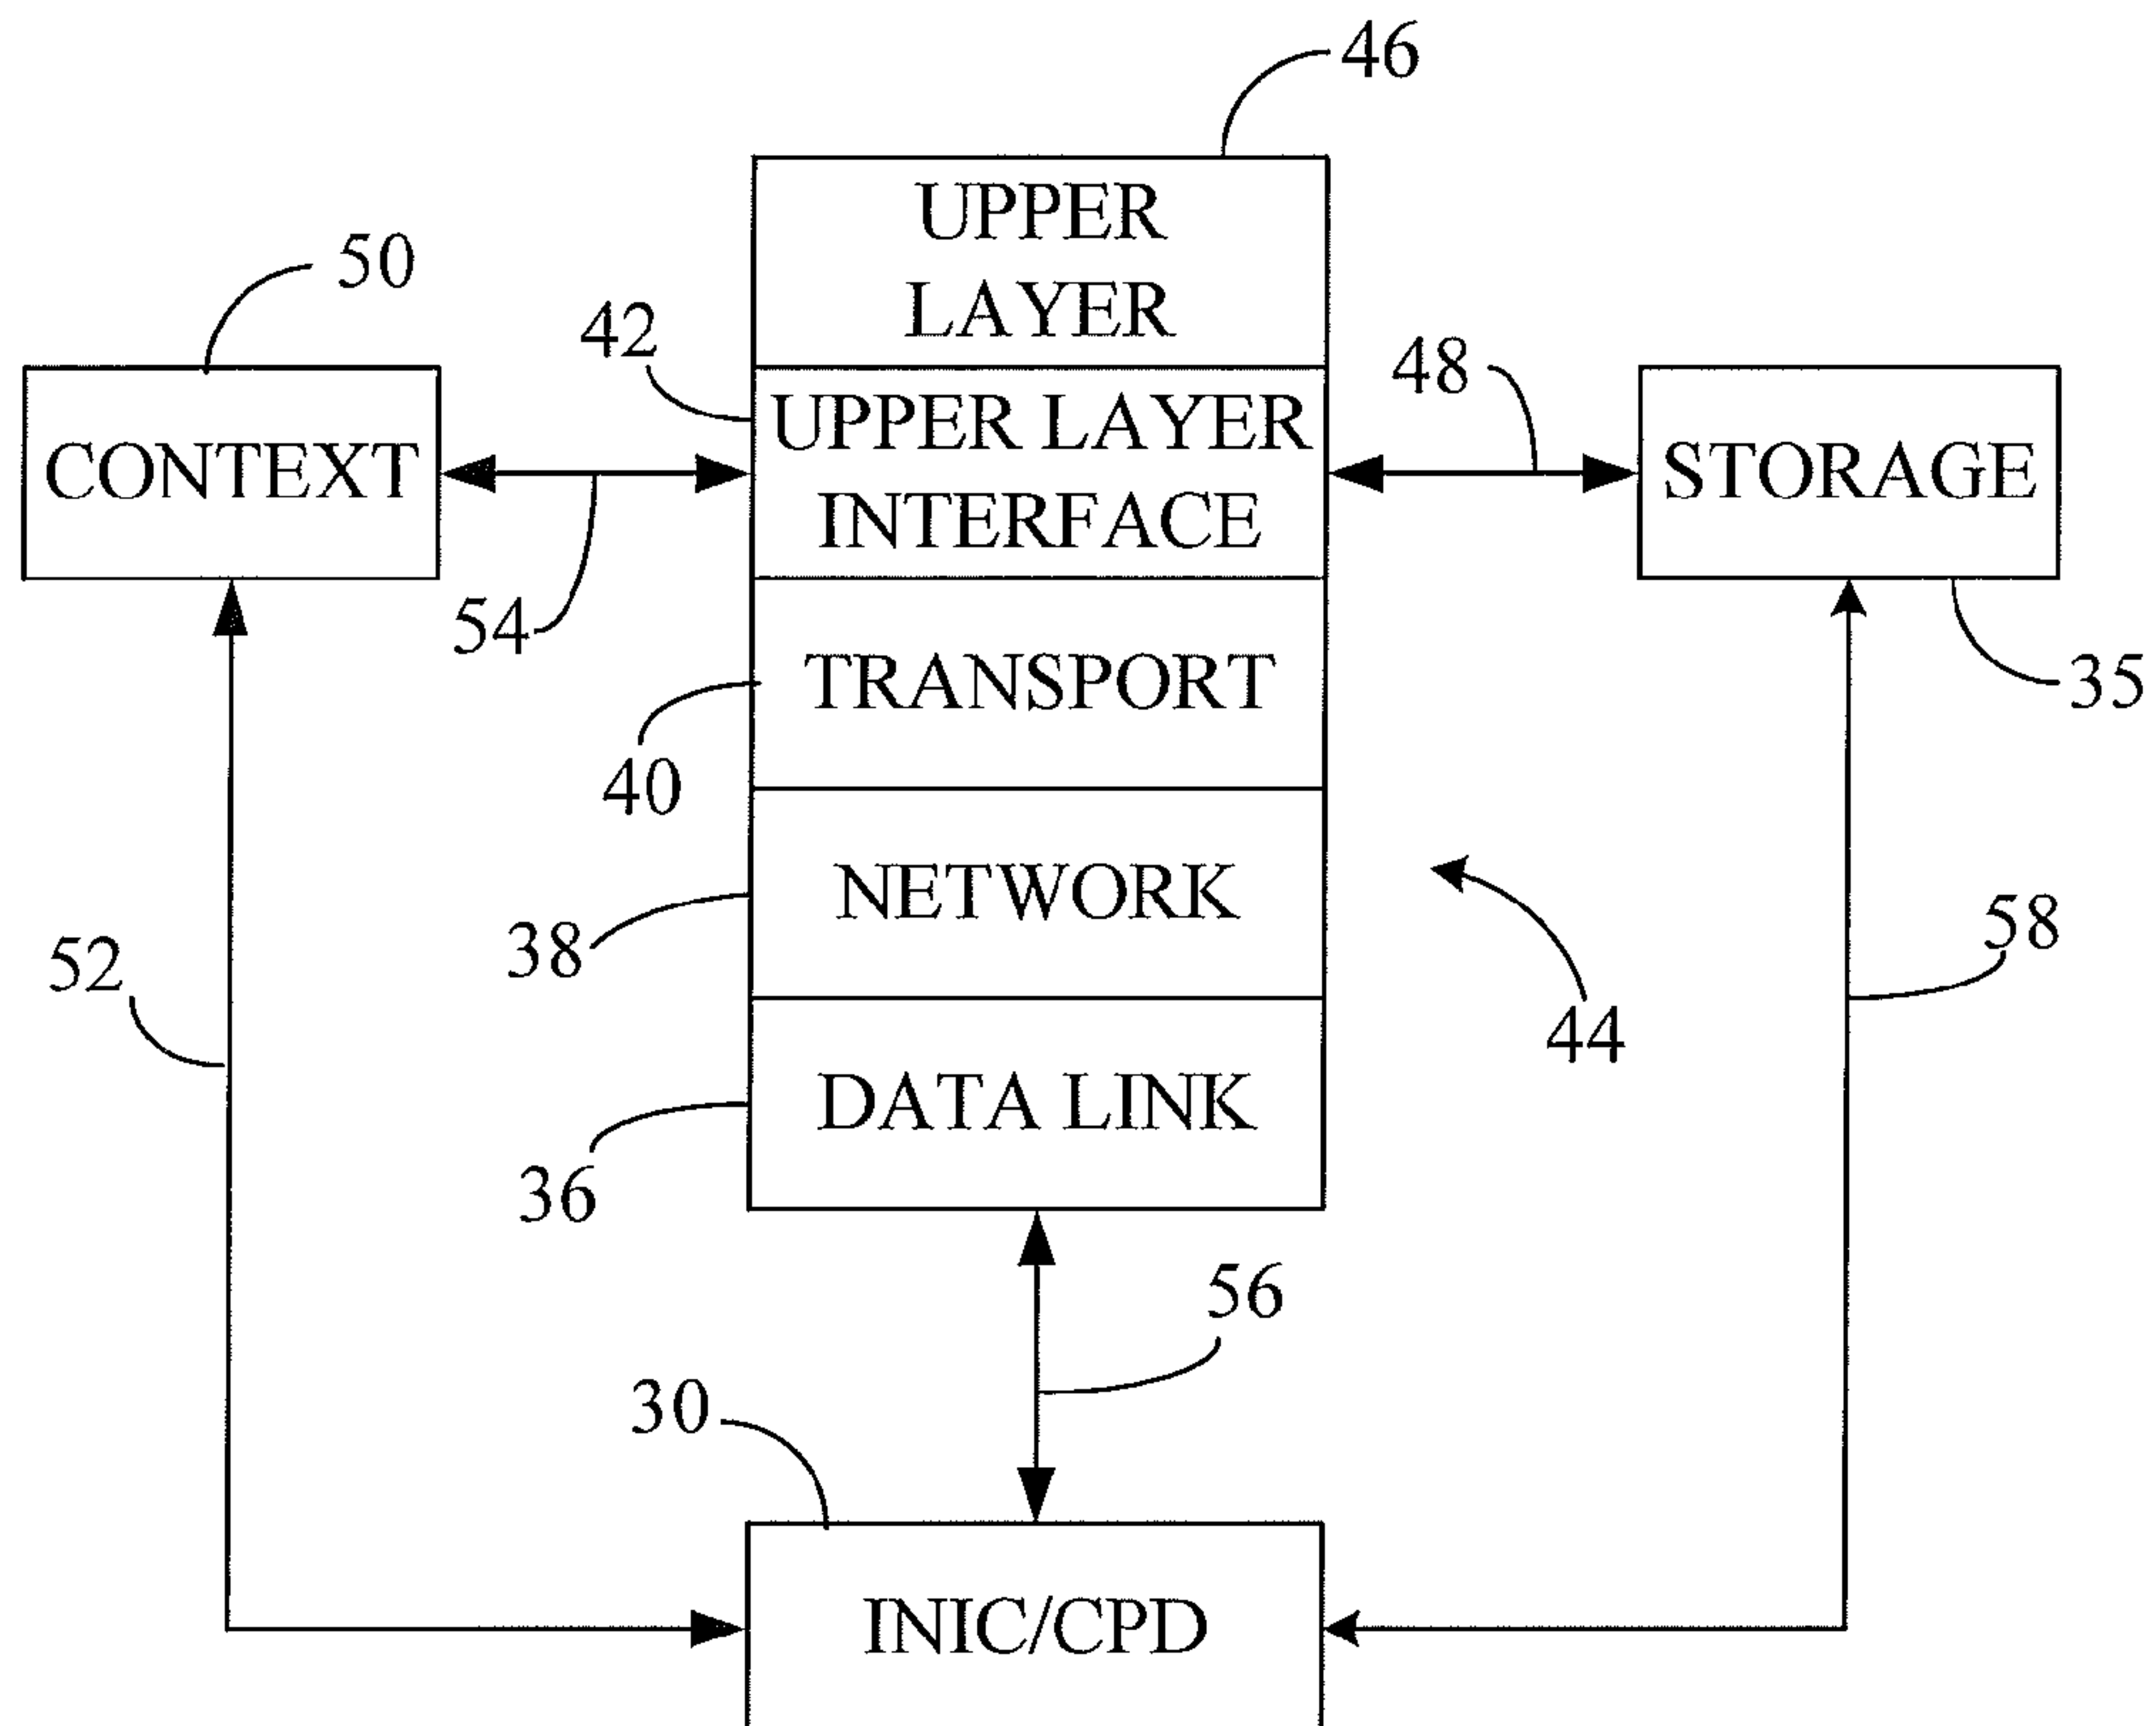 46
UPPER
LAYER
50
42
UPPER LAYER
INTERFACE
48
CONTEXT
STORAGE
54
TRANSPORT
35
40
NETWORK
38
52
58
44
DATA LINK
36
56
30
INIC/CPD